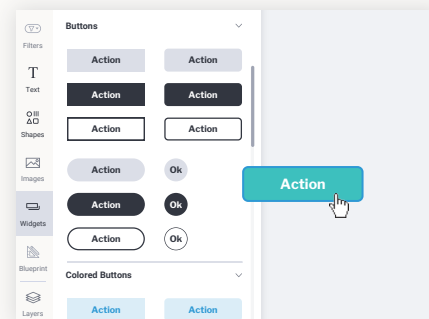 Filters
Text
Shapes
Images
Widgets
Blueprint
Layers
Buttons
Action Action
Action Action
Action Action
Action Ok
Action Ok
Action Ok
Colored Buttons
Action Action
Action